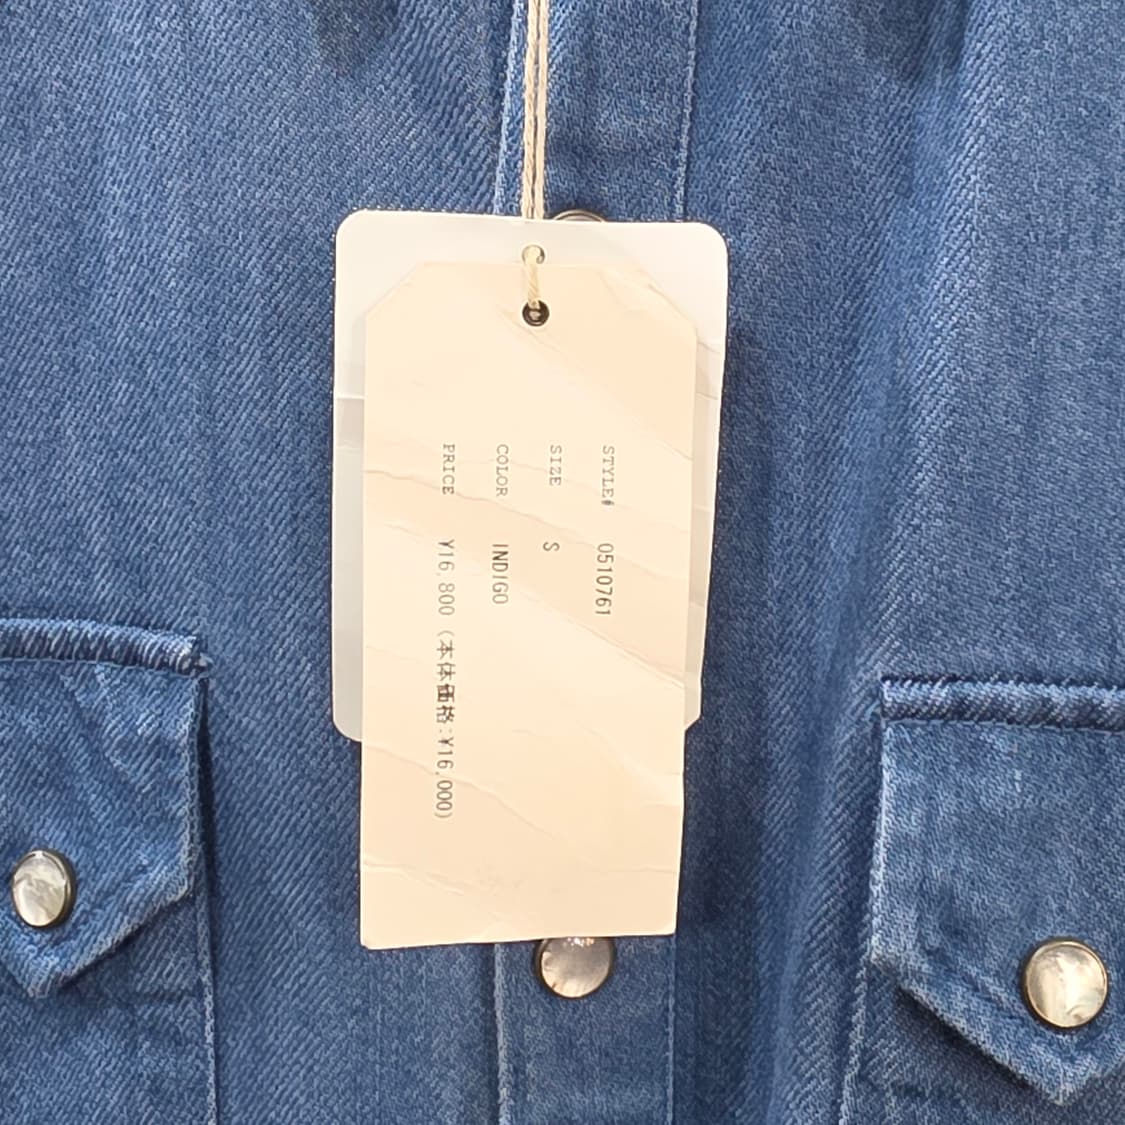 STYLE# 0510761
SIZE S
COLOR INDIGO
PRICE ¥16,800 (本体価格:¥16,000)